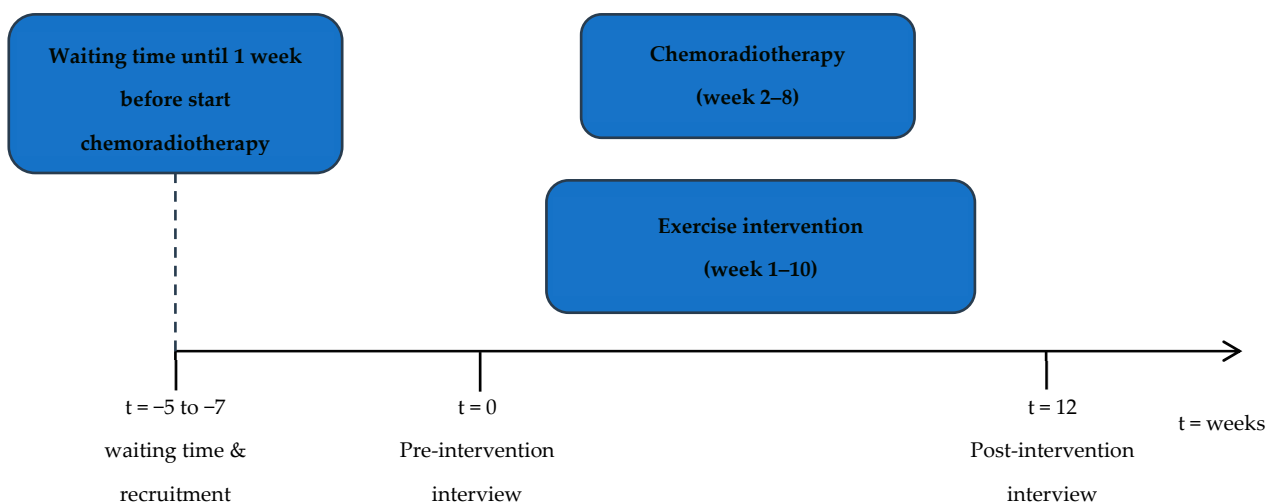 Waiting time until 1 week
before start
chemoradiotherapy
Chemoradiotherapy
(week 2–8)
Exercise intervention
(week 1–10)
t = −5 to −7
waiting time &
recruitment
t = 0
Pre-intervention
interview
t = 12
Post-intervention
interview
t = weeks